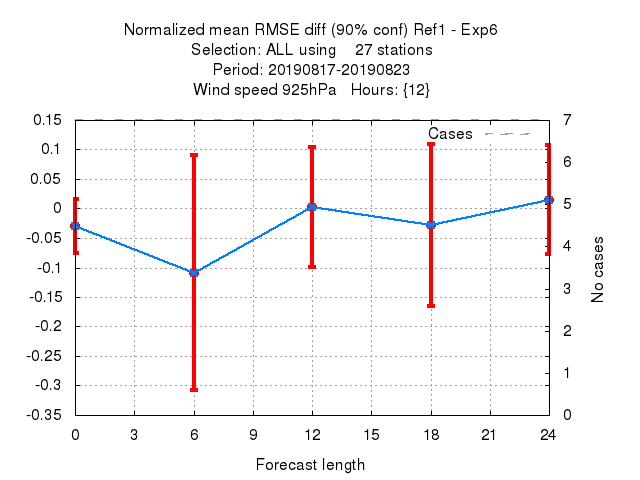 Normalized mean RMSE diff (90% conf) Ref1 - Exp6
Selection: ALL using    27 stations
Period: 20190817-20190823
Wind speed 925hPa   Hours: {12}
Cases
0.15
0.1
0.05
0
-0.05
-0.1
-0.15
-0.2
-0.25
-0.3
-0.35
7
6
5
4
3
2
1
0
No cases
0 3 6 9 12 15 18 21 24
Forecast length